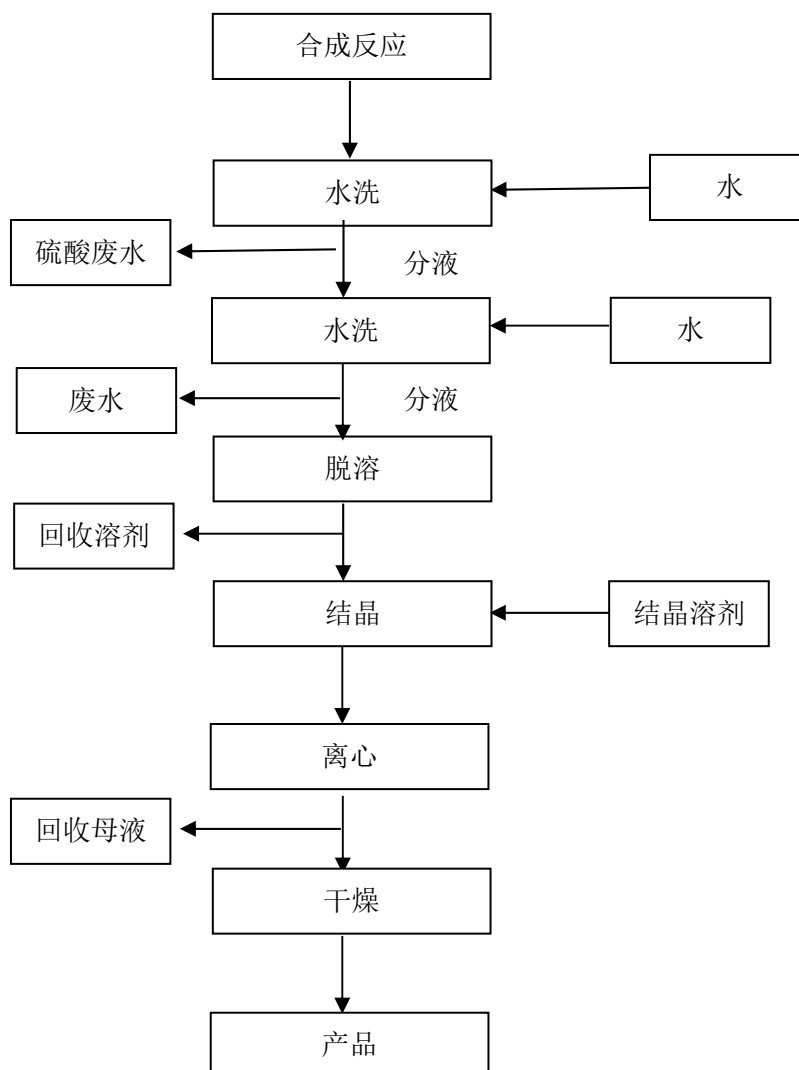 合成反应
水洗
水
硫酸废水
分液
水洗
水
废水
分液
脱溶
回收溶剂
结晶
结晶溶剂
离心
回收母液
干燥
产品